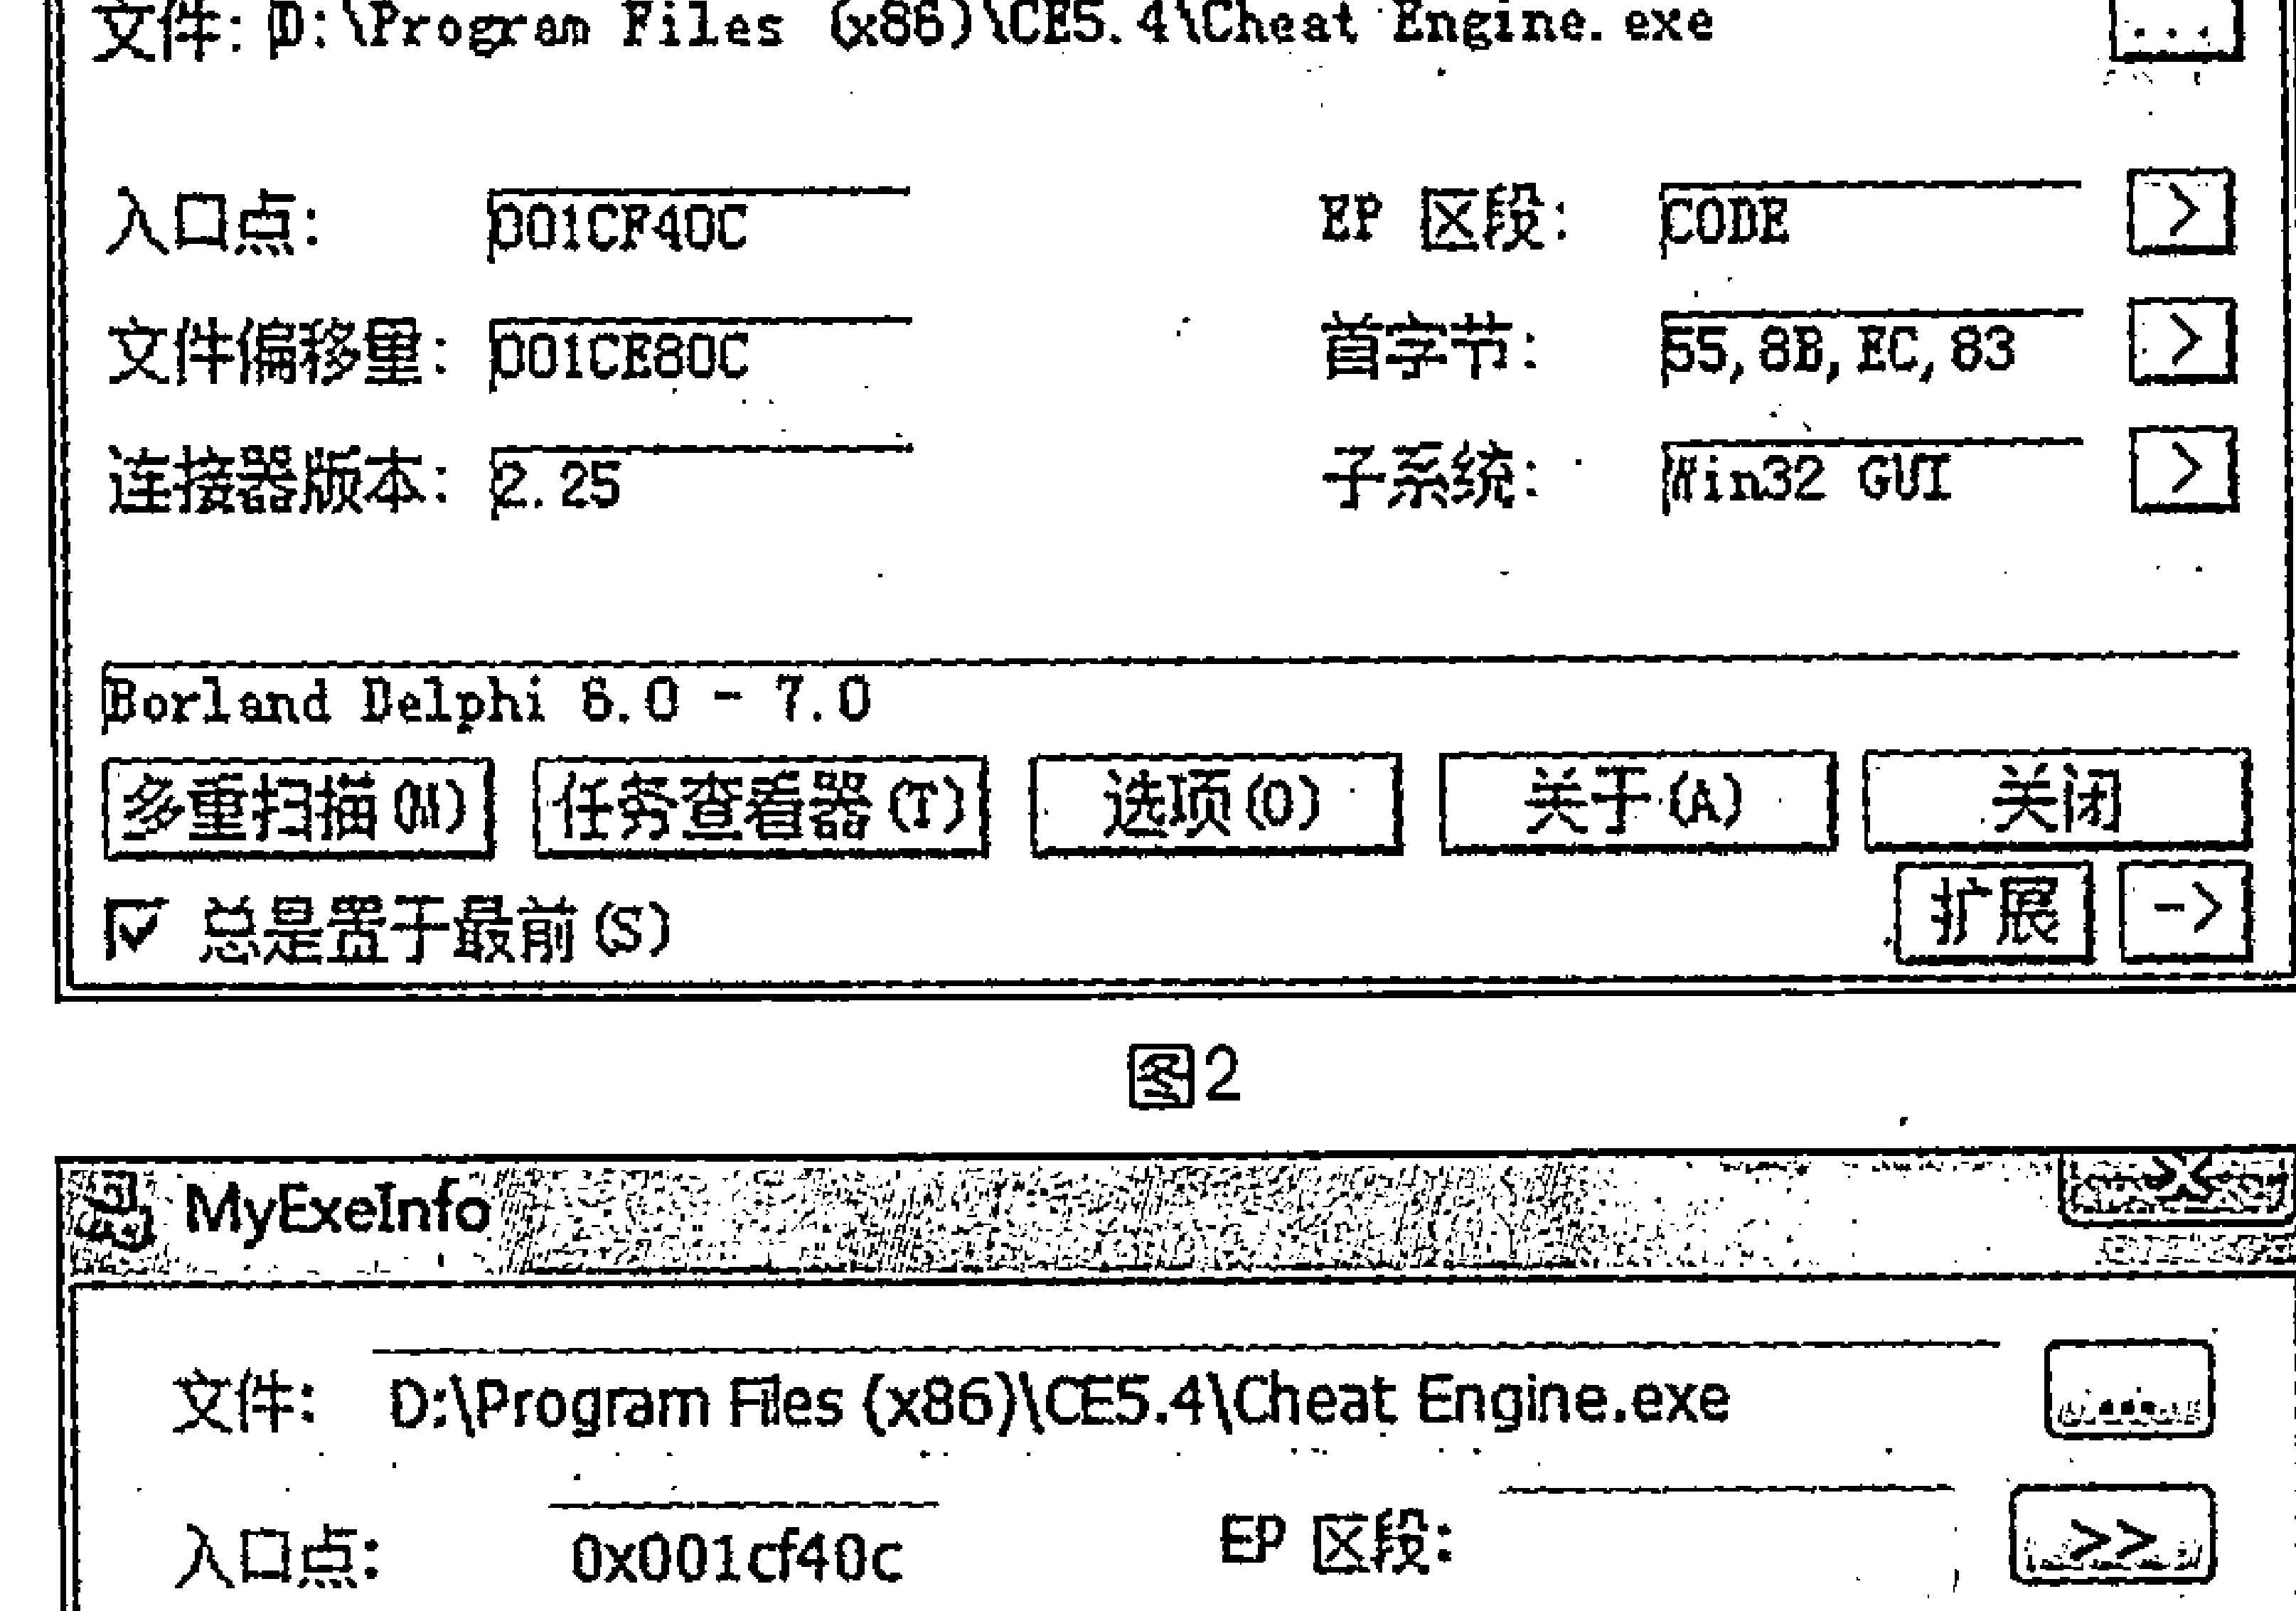 文件: D:\Program Files (x86)\CE5.4\Cheat Engine.exe ...
入口点: 001CF40C EP 区段: CODE >
文件偏移量: 001CE80C 首字节: 55,8B,EC,83 >
连接器版本: 2.25 子系统: Win32 GUI >
Borland Delphi 6.0 - 7.0
多重扫描(M) 任务查看器(T) 选项(O) 关于(A) 关闭
总是置于最前(S) 扩展 ->
图2
MyExeInfo
文件: D:\Program Files (x86)\CE5.4\Cheat Engine.exe ...
入口点: 0x001cf40c EP 区段: >>